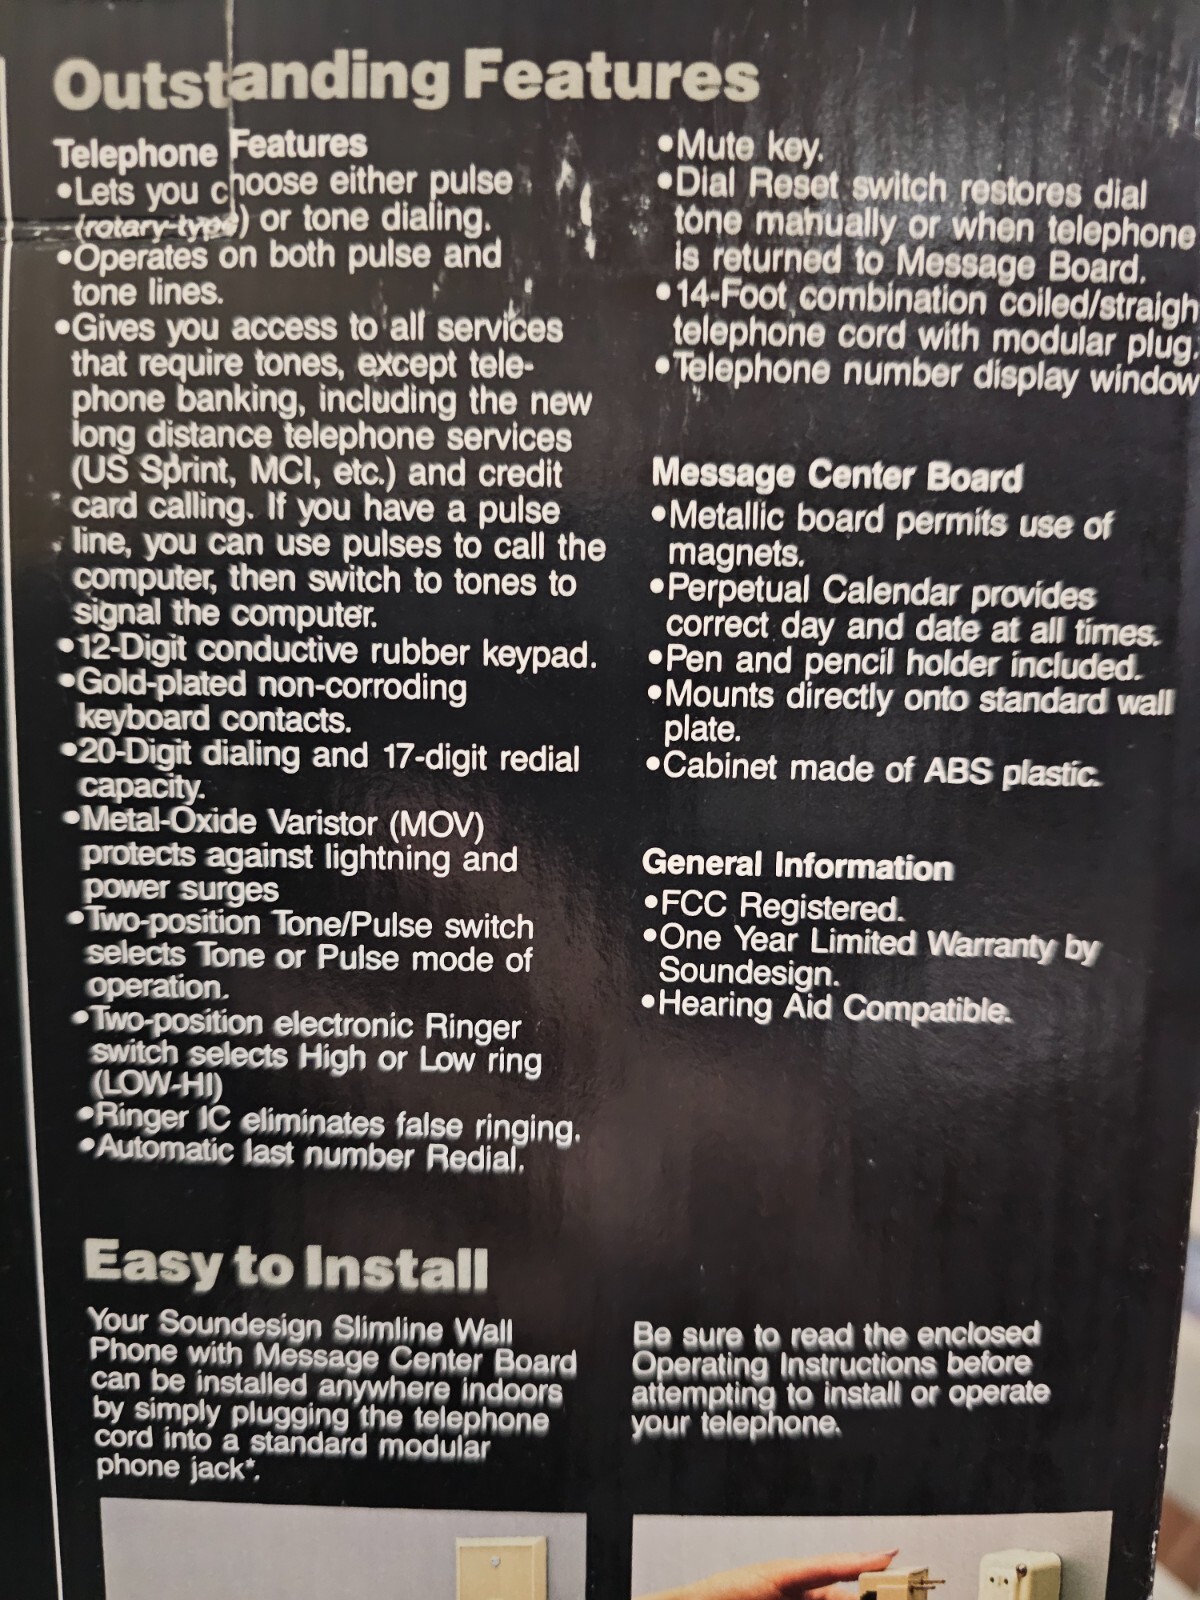 Outstanding Features
Telephone Features
•Lets you choose either pulse
(rotary-type) or tone dialing.
•Operates on both pulse and
tone lines.
•Gives you access to all services
that require tones, except tele-
phone banking, including the new
long distance telephone services
(US Sprint, MCI, etc.) and credit
card calling. If you have a pulse
line, you can use pulses to call the
computer, then switch to tones to
signal the computer.
•12-Digit conductive rubber keypad.
•Gold-plated non-corroding
keyboard contacts.
•20-Digit dialing and 17-digit redial
capacity.
•Metal-Oxide Varistor (MOV)
protects against lightning and
power surges
•Two-position Tone/Pulse switch
selects Tone or Pulse mode of
operation.
•Two-position electronic Ringer
switch selects High or Low ring
(LOW-HI)
•Ringer IC eliminates false ringing.
•Automatic last number Redial.
•Mute key.
•Dial Reset switch restores dial
tone manually or when telephone
is returned to Message Board.
•14-Foot combination coiled/straigh
telephone cord with modular plug.
•Telephone number display window
Message Center Board
•Metallic board permits use of
magnets.
•Perpetual Calendar provides
correct day and date at all times.
•Pen and pencil holder included.
•Mounts directly onto standard wall
plate.
•Cabinet made of ABS plastic.
General Information
•FCC Registered.
•One Year Limited Warranty by
Soundesign.
•Hearing Aid Compatible.
Easy to Install
Your Soundesign Slimline Wall
Phone with Message Center Board
can be installed anywhere indoors
by simply plugging the telephone
cord into a standard modular
phone jack*.
Be sure to read the enclosed
Operating Instructions before
attempting to install or operate
your telephone.